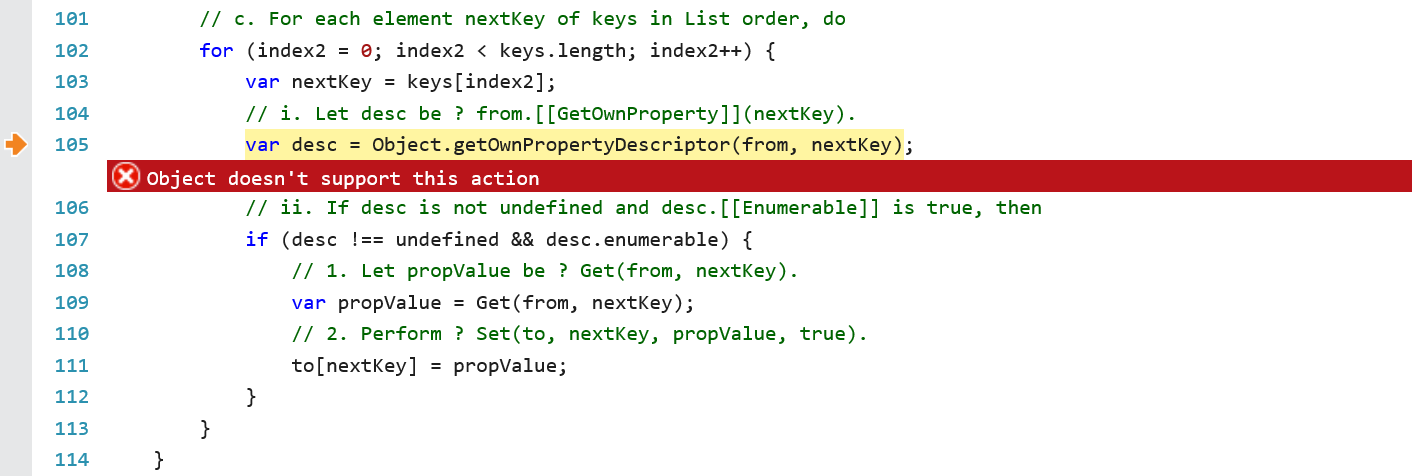 101 // c. For each element nextKey of keys in List order, do
102 for (index2 = 0; index2 < keys.length; index2++) {
103 var nextKey = keys[index2];
104 // i. Let desc be ? from.[[GetOwnProperty]](nextKey).
105 var desc = Object.getOwnPropertyDescriptor(from, nextKey);
Object doesn't support this action
106 // ii. If desc is not undefined and desc.[[Enumerable]] is true, then
107 if (desc !== undefined && desc.enumerable) {
108 // 1. Let propValue be ? Get(from, nextKey).
109 var propValue = Get(from, nextKey);
110 // 2. Perform ? Set(to, nextKey, propValue, true).
111 to[nextKey] = propValue;
112 }
113 }
114 }